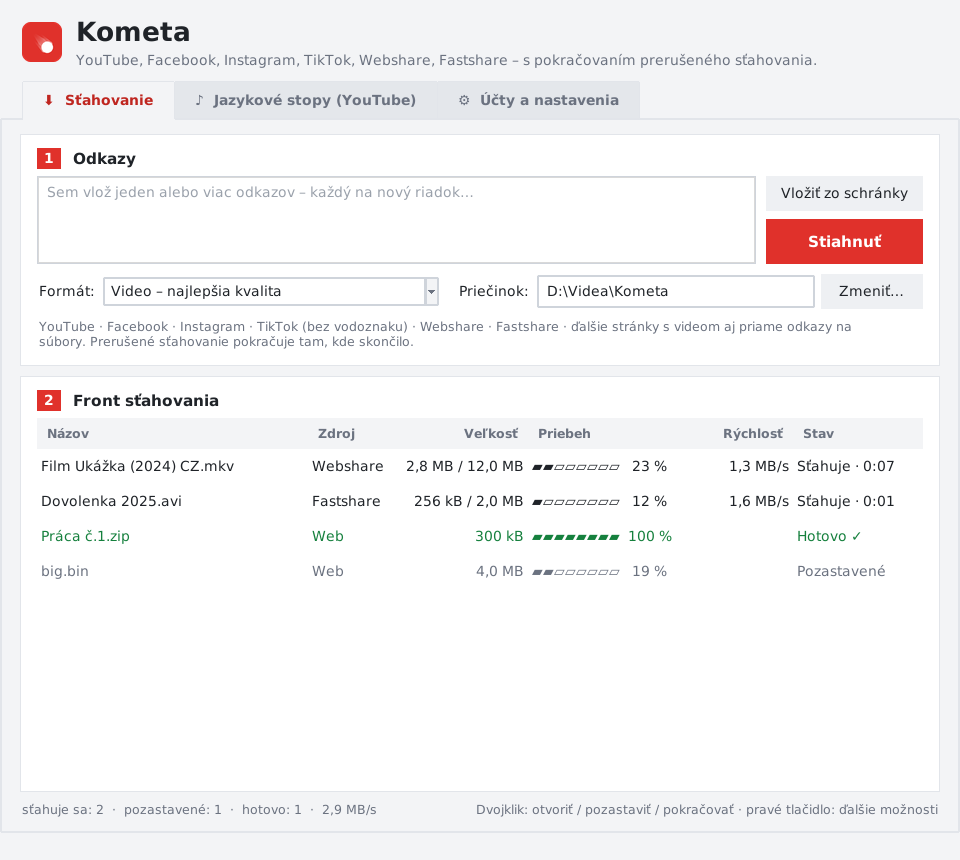 Kometa
YouTube, Facebook, Instagram, TikTok, Webshare, Fastshare – s pokračovaním prerušeného sťahovania.
⬇ Sťahovanie
♪ Jazykové stopy (YouTube)
⚙ Účty a nastavenia
1 Odkazy
Sem vlož jeden alebo viac odkazov – každý na nový riadok...
Vložiť zo schránky
Stiahnuť
Formát: Video – najlepšia kvalita Priečinok: D:\Videa\Kometa Zmeniť...
YouTube · Facebook · Instagram · TikTok (bez vodoznaku) · Webshare · Fastshare · ďalšie stránky s videom aj priame odkazy na
súbory. Prerušené sťahovanie pokračuje tam, kde skončilo.
2 Front sťahovania
Názov Zdroj Veľkosť Priebeh Rýchlosť Stav
Film Ukážka (2024) CZ.mkv Webshare 2,8 MB / 12,0 MB ▰▰▱▱▱▱▱▱ 23 % 1,3 MB/s Sťahuje · 0:07
Dovolenka 2025.avi Fastshare 256 kB / 2,0 MB ▰▱▱▱▱▱▱▱ 12 % 1,6 MB/s Sťahuje · 0:01
Práca č.1.zip Web 300 kB ▰▰▰▰▰▰▰▰ 100 % Hotovo ✓
big.bin Web 4,0 MB ▰▰▱▱▱▱▱▱ 19 % Pozastavené
sťahuje sa: 2 · pozastavené: 1 · hotovo: 1 · 2,9 MB/s
Dvojklik: otvoriť / pozastaviť / pokračovať · pravé tlačidlo: ďalšie možnosti